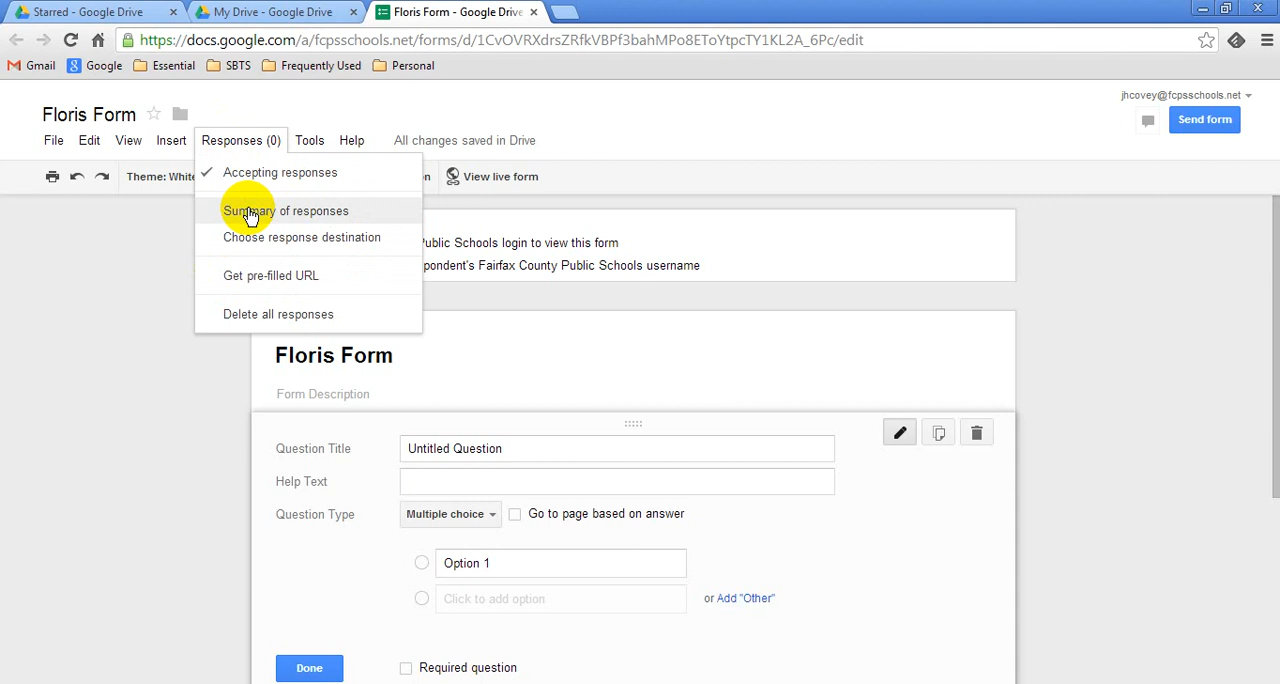 Starred - Google Drive
My Drive - Google Drive
Floris Form - Google Drive
https://docs.google.com/a/fcpsschools.net/forms/d/1CvOVRXdrsZRfkVBPf3bahMPo8EToYtpcTY1KL2A_6Pc/edit
Gmail Google Essential SBTS Frequently Used Personal
jhcovey@fcpsschools.net
Floris Form
Send form
File Edit View Insert Responses (0) Tools Help All changes saved in Drive
Accepting responses
Theme: White
on
View live form
Summary of responses
Choose response destination
Public Schools login to view this form
pondent's Fairfax County Public Schools username
Get pre-filled URL
Delete all responses
Floris Form
Form Description
Question Title Untitled Question
Help Text
Question Type Multiple choice Go to page based on answer
Option 1
Click to add option or Add "Other"
Done Required question